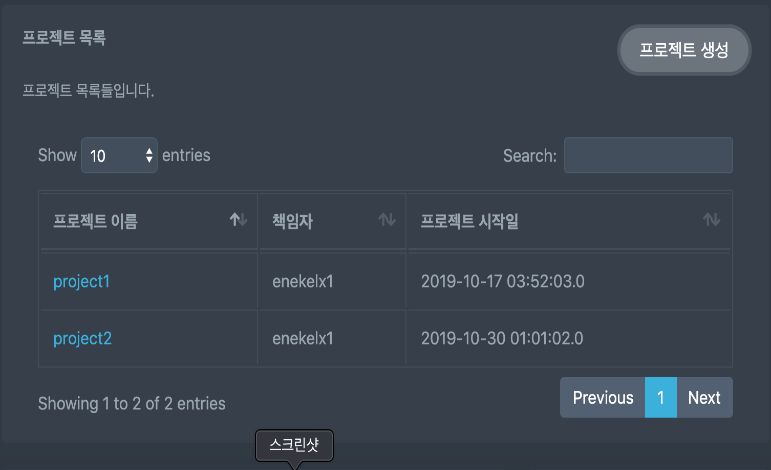 프로젝트 목록
프로젝트 생성
프로젝트 목록들입니다.
Show 10 entries Search:
프로젝트 이름 책임자 프로젝트 시작일
project1 enekelx1 2019-10-17 03:52:03.0
project2 enekelx1 2019-10-30 01:01:02.0
Showing 1 to 2 of 2 entries Previous 1 Next
스크린샷